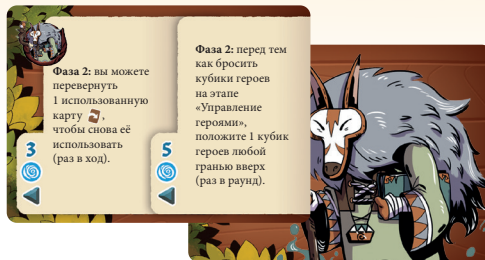 Фаза 2: вы можете
перевернуть
1 использованную
карту ,
чтобы снова её
использовать
(раз в ход).
3
Фаза 2: перед тем
как бросить
кубики героев
на этапе
«Управление
героями»,
положите 1 кубик
героев любой
гранью вверх
(раз в раунд).
5